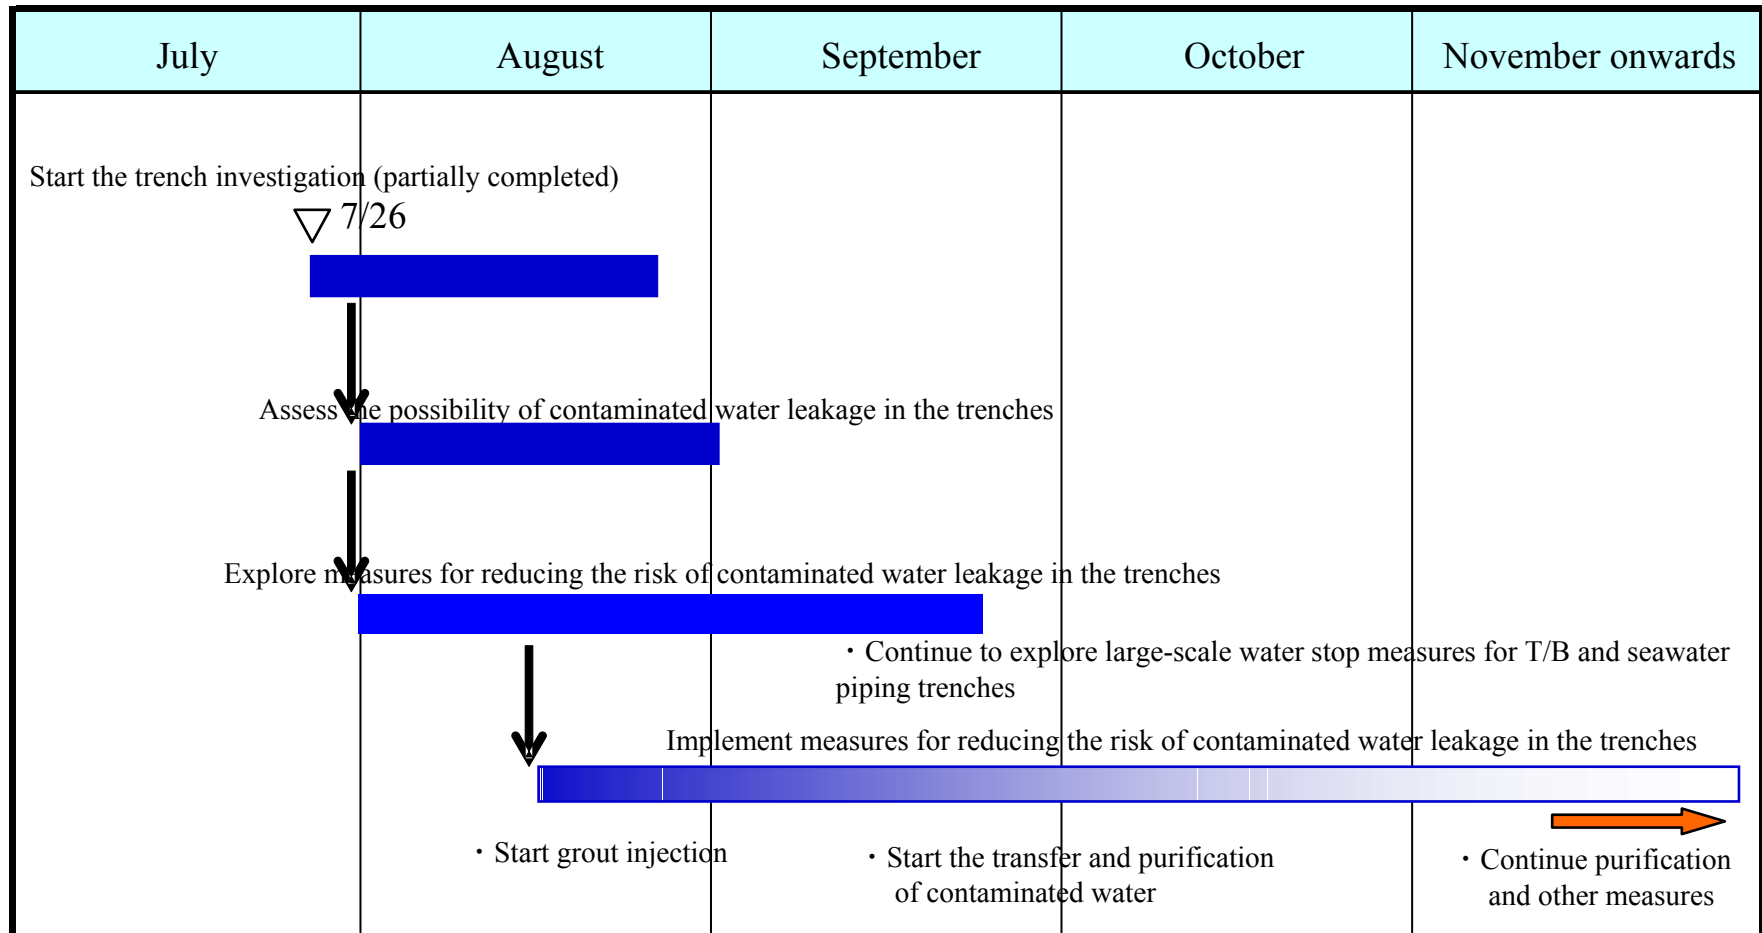 July August September October November onwards
Start the trench investigation (partially completed)
7/26
Assess the possibility of contaminated water leakage in the trenches
Explore measures for reducing the risk of contaminated water leakage in the trenches
・Continue to explore large-scale water stop measures for T/B and seawater
piping trenches
Implement measures for reducing the risk of contaminated water leakage in the trenches
・Start grout injection
・Start the transfer and purification
of contaminated water
・Continue purification
and other measures